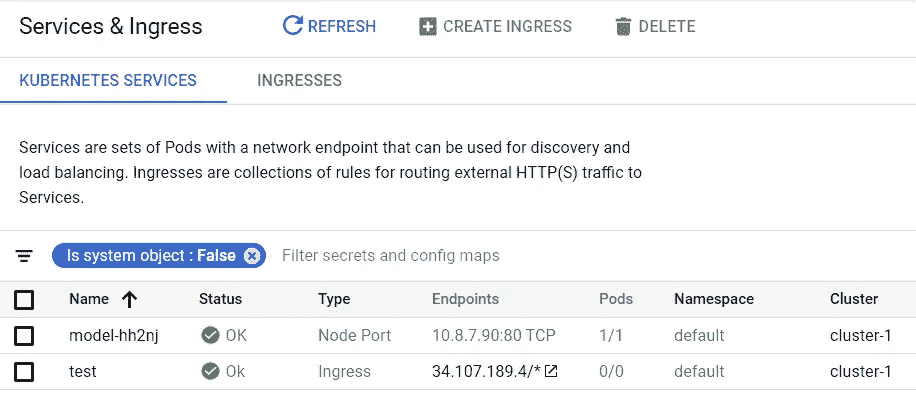 Services & Ingress REFRESH CREATE INGRESS DELETE
KUBERNETES SERVICES INGRESSES
Services are sets of Pods with a network endpoint that can be used for discovery and
load balancing. Ingresses are collections of rules for routing external HTTP(S) traffic to
Services.
Is system object : False Filter secrets and config maps
Name Status Type Endpoints Pods Namespace Cluster
model-hh2nj OK Node Port 10.8.7.90:80 TCP 1/1 default cluster-1
test Ok Ingress 34.107.189.4/* 0/0 default cluster-1